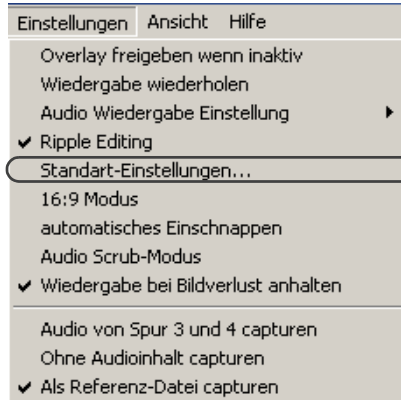 Einstellungen Ansicht Hilfe
Overlay freigeben wenn inaktiv
Wiedergabe wiederholen
Audio Wiedergabe Einstellung
Ripple Editing
Standart-Einstellungen...
16:9 Modus
automatisches Einschnappen
Audio Scrub-Modus
Wiedergabe bei Bildverlust anhalten
Audio von Spur 3 und 4 capturen
Ohne Audioinhalt capturen
Als Referenz-Datei capturen